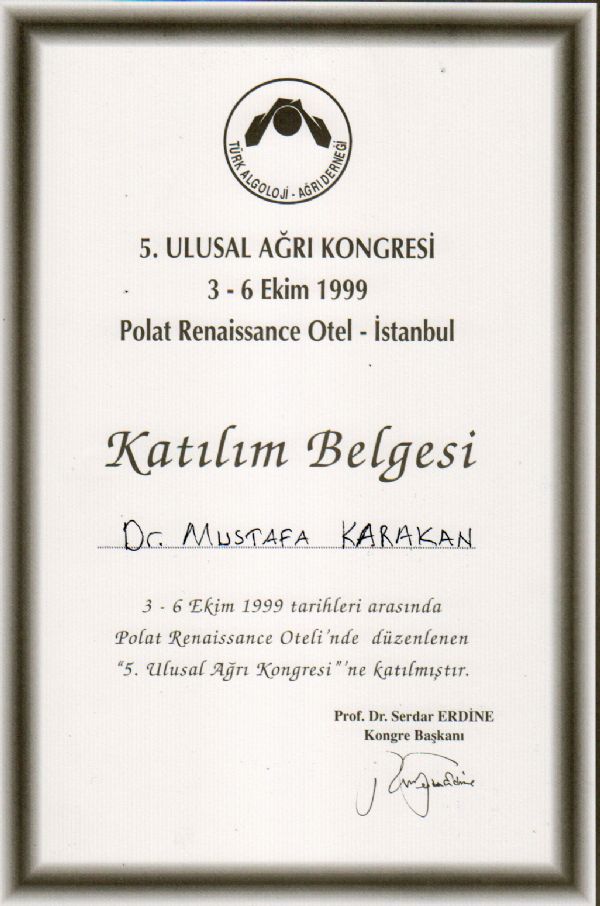 TÜRK ALGOLOJİ - AĞRI DERNEĞİ
5. ULUSAL AĞRI KONGRESİ
3 - 6 Ekim 1999
Polat Renaissance Otel - İstanbul
Katılım Belgesi
Dr. MUSTAFA KARAKAN
3 - 6 Ekim 1999 tarihleri arasında
Polat Renaissance Oteli'nde düzenlenen
"5. Ulusal Ağrı Kongresi"'ne katılmıştır.
Prof. Dr. Serdar ERDİNE
Kongre Başkanı